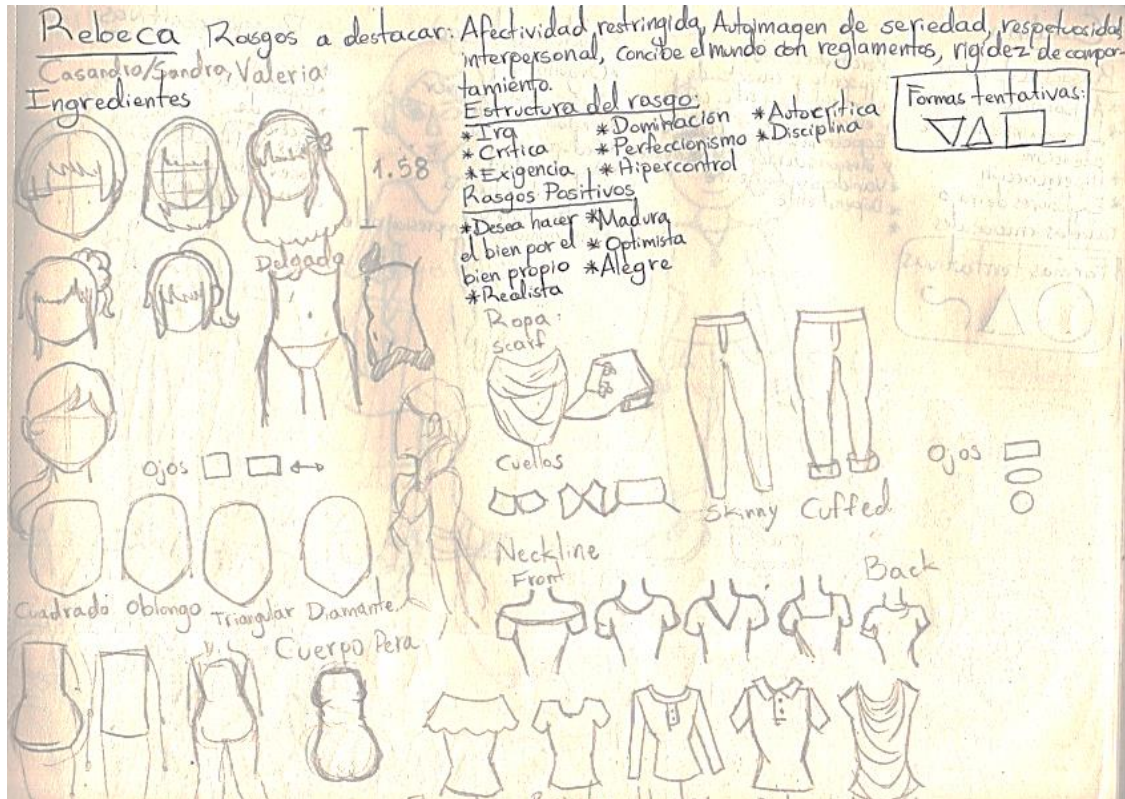 Rebeca Rasgos a destacar: Afectividad restringida, Autoimagen de seriedad, respetuosidad
interpersonal, concibe el mundo con reglamentos, rigidez de compor-
tamiento.
Casandra/Sandra, Valeria
Ingredientes
Estructura del rasgo:
*Ira *Dominación *Autocrítica
*Crítica *Perfeccionismo *Disciplina
*Exigencia *Hipercontrol
Formas tentativas:
1.58
Rasgos Positivos
*Desea hacer *Madura
el bien por el *Optimista
bien propio *Alegre
*Realista
Delgado
Ropa:
Scarf
Ojos
Cuellos
Skinny Cuffed
Ojos
Neckline
Front
Back
Cuadrado Oblongo Triangular Diamante
Cuerpo Pera